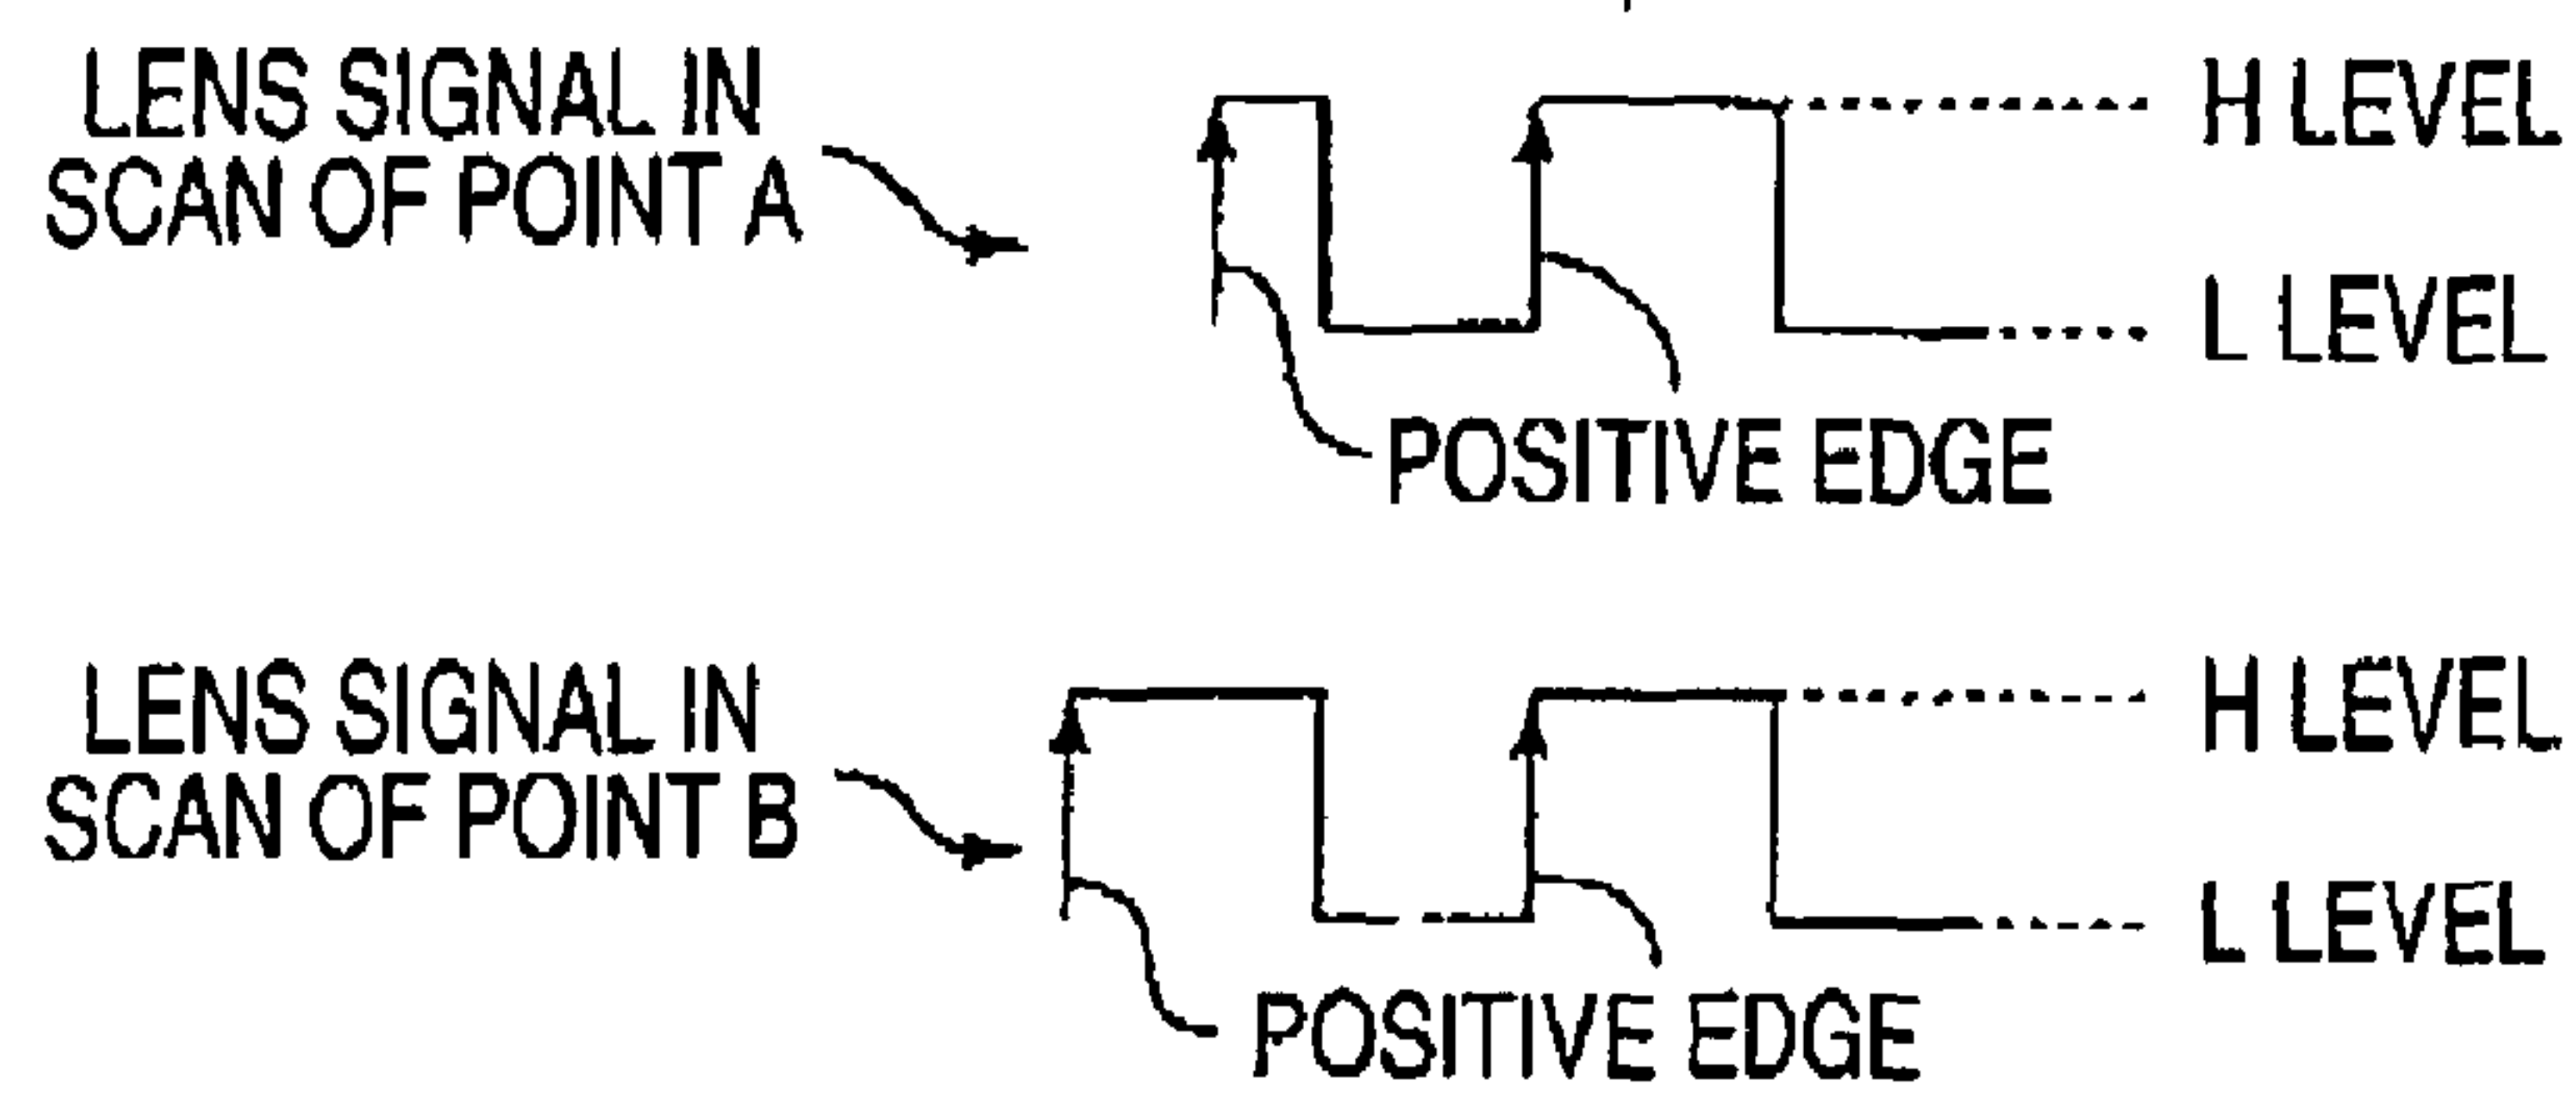 LENS SIGNAL IN
SCAN OF POINT A
H LEVEL
L LEVEL
POSITIVE EDGE
LENS SIGNAL IN
SCAN OF POINT B
H LEVEL
L LEVEL
POSITIVE EDGE